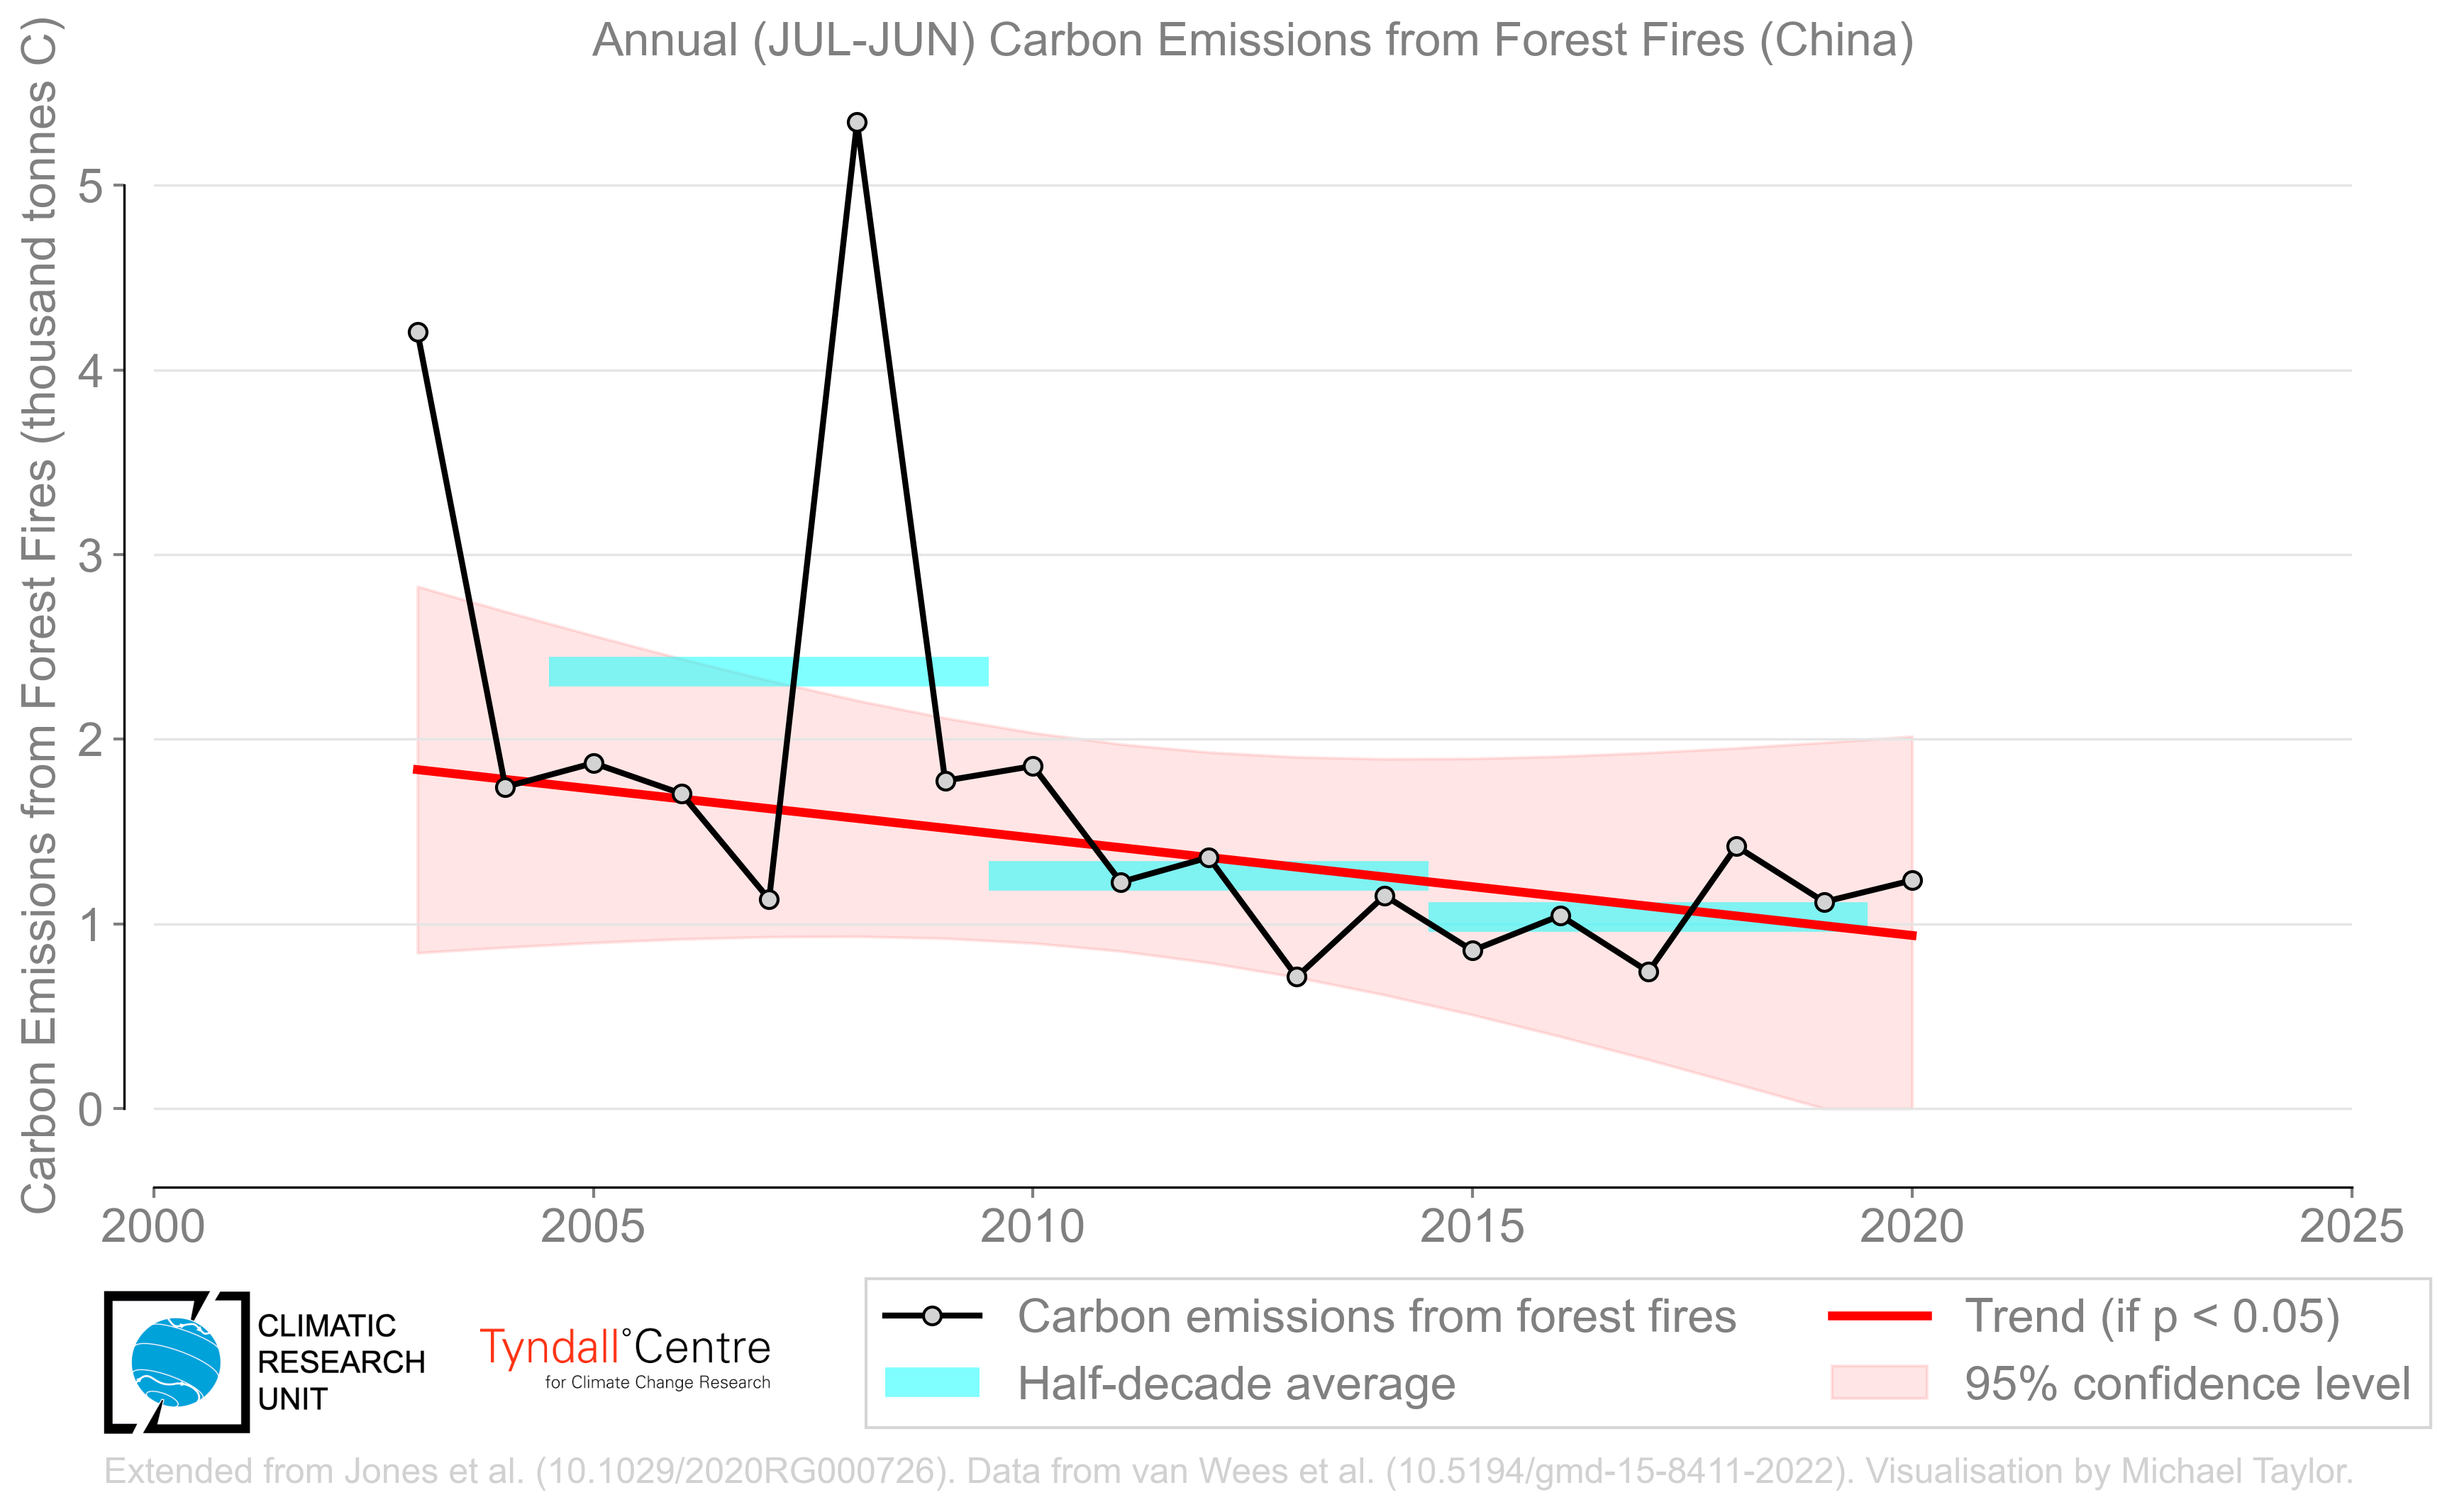 Annual (JUL-JUN) Carbon Emissions from Forest Fires (China)
Carbon Emissions from Forest Fires (thousand tonnes C)
5
4
3
2
1
0
2000 2005 2010 2015 2020 2025
Carbon emissions from forest fires
Half-decade average
Trend (if p < 0.05)
95% confidence level
CLIMATIC
RESEARCH
UNIT
Tyndall°Centre
for Climate Change Research
Extended from Jones et al. (10.1029/2020RG000726). Data from van Wees et al. (10.5194/gmd-15-8411-2022). Visualisation by Michael Taylor.